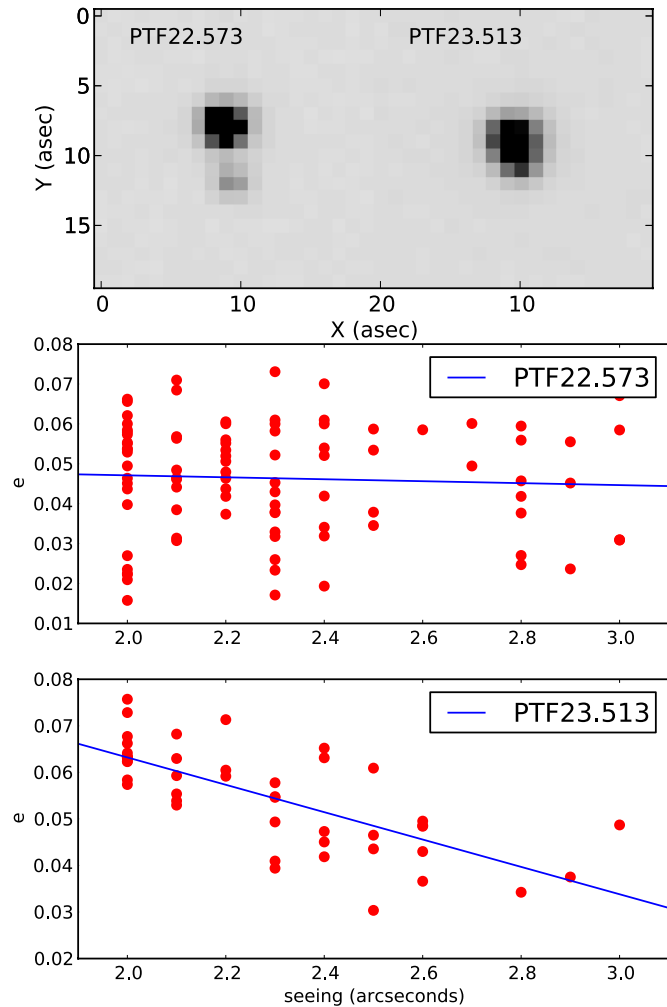 0
PTF22.573 PTF23.513
5
10
15
Y (asec)
0 10 20 10
X (asec)
0.08
0.07
0.06
0.05
0.04
0.03
0.02
0.01
e
PTF22.573
2.0 2.2 2.4 2.6 2.8 3.0
0.08
0.07
0.06
0.05
0.04
0.03
0.02
e
PTF23.513
2.0 2.2 2.4 2.6 2.8 3.0
seeing (arcseconds)